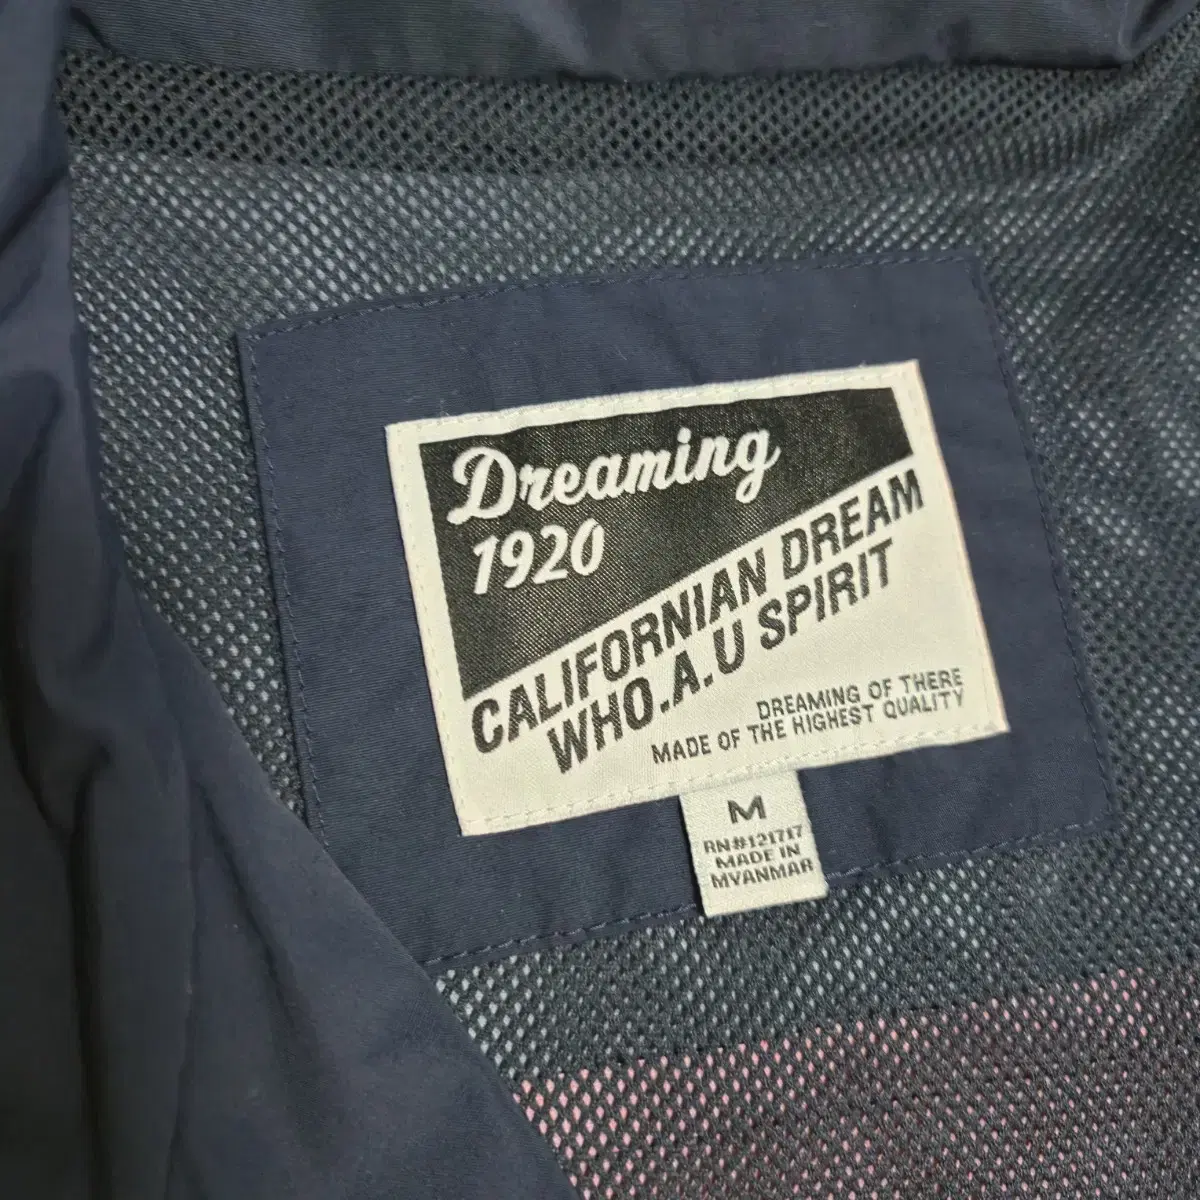 Dreaming
1920
CALIFORNIAN DREAM
WHO.A.U SPIRIT
DREAMING OF THERE
MADE OF THE HIGHEST QUALITY
M
RN#121717
MADE IN
MYANMAR